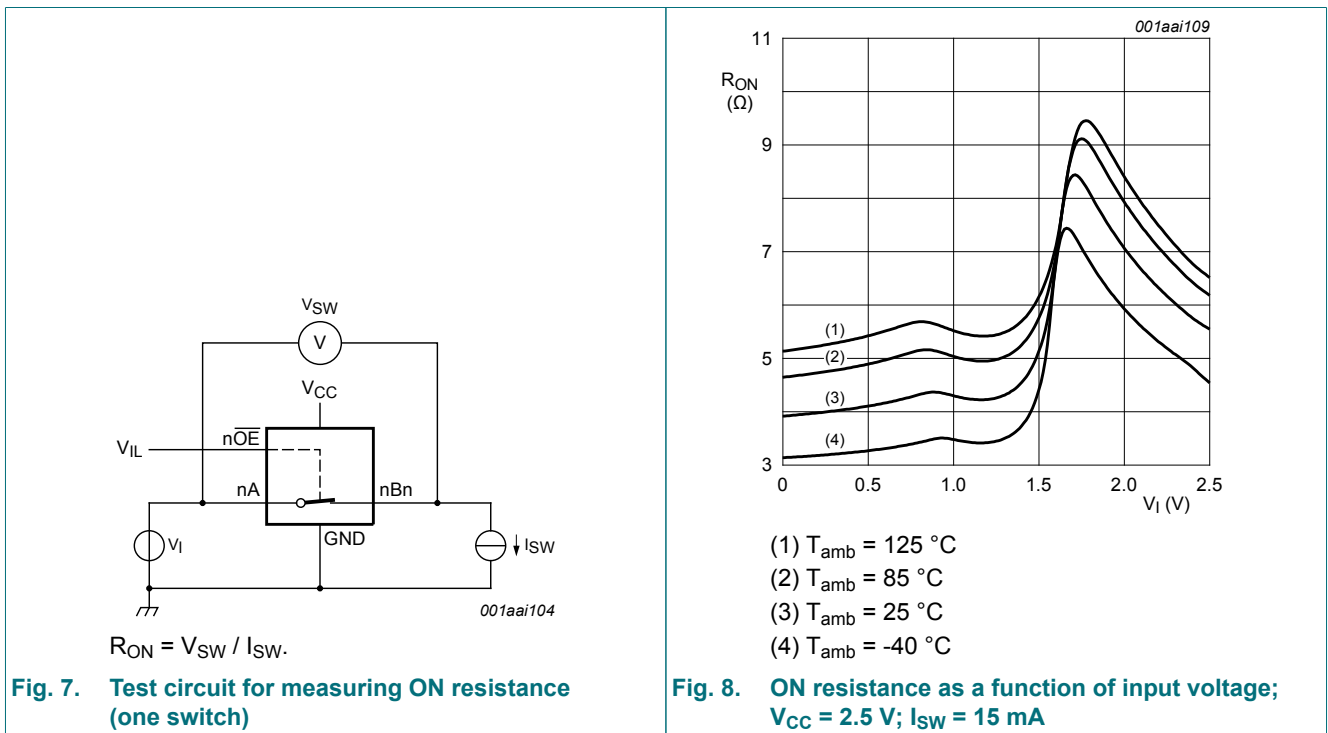 VSW
V
VCC
VIL
nOE
nA
nBn
GND
VI
ISW
001aai104
RON = VSW / ISW.
Fig. 7. Test circuit for measuring ON resistance
(one switch)
001aai109
11
RON
(Ω)
9
7
(1)
5
(2)
(3)
(4)
3
0 0.5 1.0 1.5 2.0 2.5
VI (V)
(1) Tamb = 125 °C
(2) Tamb = 85 °C
(3) Tamb = 25 °C
(4) Tamb = -40 °C
Fig. 8. ON resistance as a function of input voltage;
VCC = 2.5 V; ISW = 15 mA